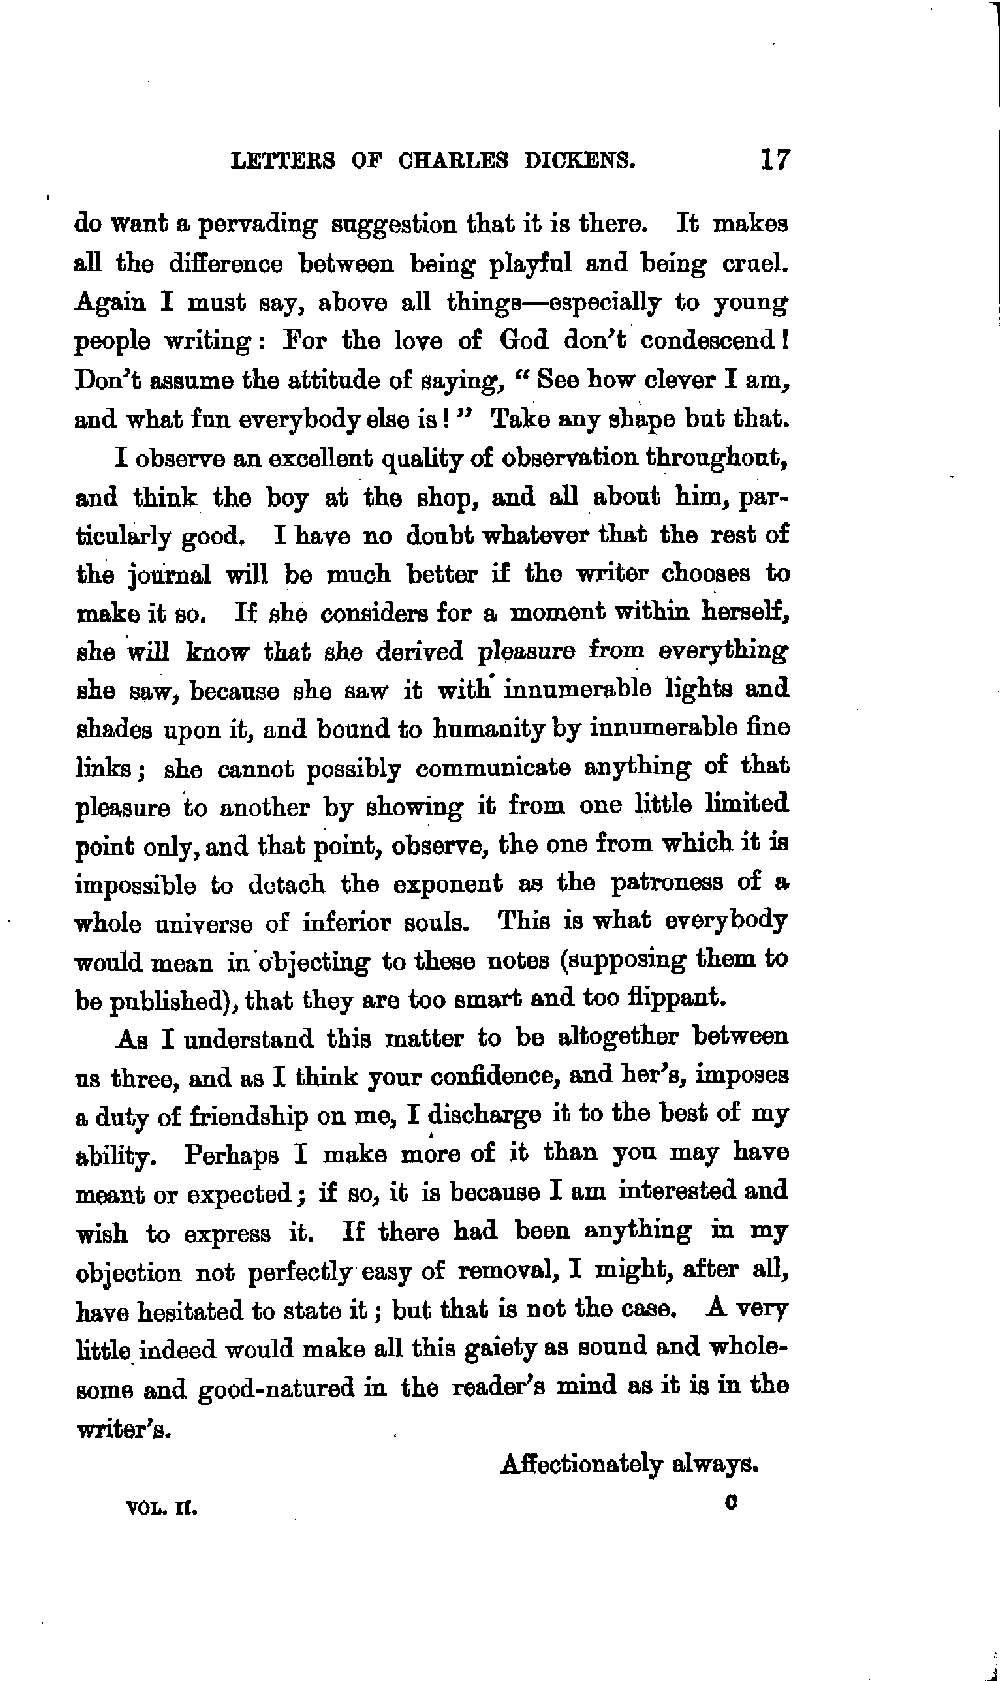 LETTERS OF CHARLES DICKENS. 17
do want a pervading suggestion that it is there. It makes
all the difference between being playful and being cruel.
Again I must say, above all things—especially to young
people writing: For the love of God don't condescend!
Don't assume the attitude of saying, "See how clever I am,
and what fun everybody else is!" Take any shape but that.
I observe an excellent quality of observation throughout,
and think the boy at the shop, and all about him, par-
ticularly good. I have no doubt whatever that the rest of
the journal will be much better if the writer chooses to
make it so. If she considers for a moment within herself,
she will know that she derived pleasure from everything
she saw, because she saw it with innumerable lights and
shades upon it, and bound to humanity by innumerable fine
links; she cannot possibly communicate anything of that
pleasure to another by showing it from one little limited
point only, and that point, observe, the one from which it is
impossible to detach the exponent as the patroness of a
whole universe of inferior souls. This is what everybody
would mean in objecting to these notes (supposing them to
be published), that they are too smart and too flippant.
As I understand this matter to be altogether between
us three, and as I think your confidence, and her's, imposes
a duty of friendship on me, I discharge it to the best of my
ability. Perhaps I make more of it than you may have
meant or expected; if so, it is because I am interested and
wish to express it. If there had been anything in my
objection not perfectly easy of removal, I might, after all,
have hesitated to state it; but that is not the case. A very
little indeed would make all this gaiety as sound and whole-
some and good-natured in the reader's mind as it is in the
writer's.
Affectionately always.
VOL. II. C